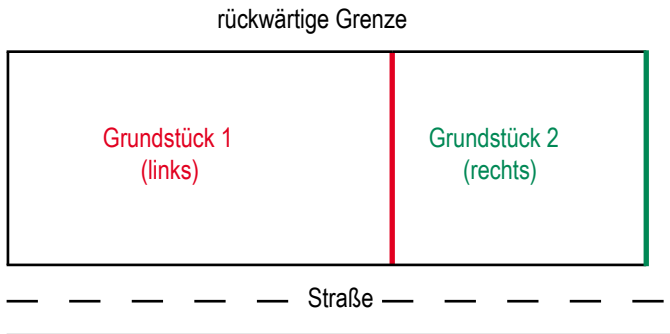 rückwärtige Grenze
Grundstück 1
(links)
Grundstück 2
(rechts)
Straße